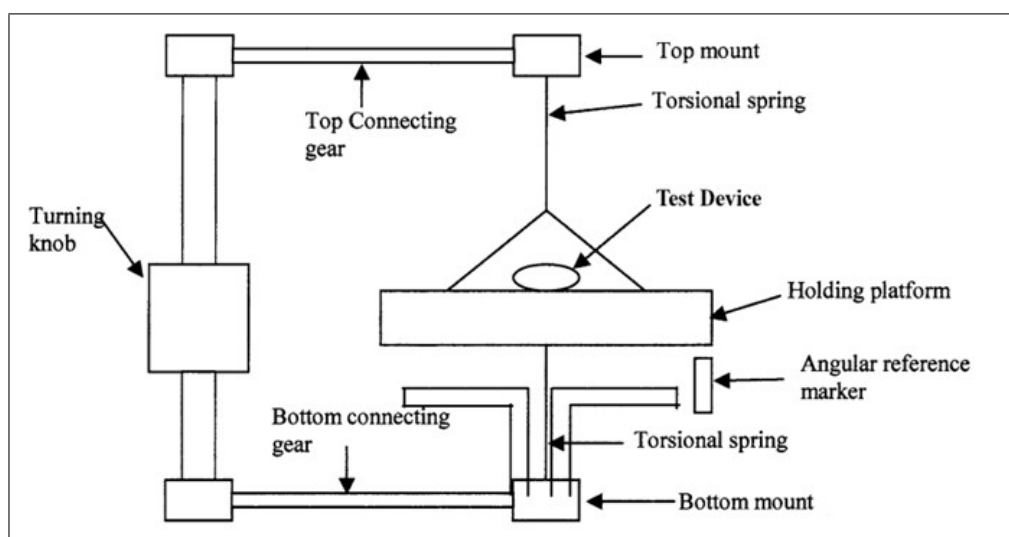 Top mount
Torsional spring
Top Connecting
gear
Test Device
Turning
knob
Holding platform
Angular reference
marker
Bottom connecting
gear
Torsional spring
Bottom mount